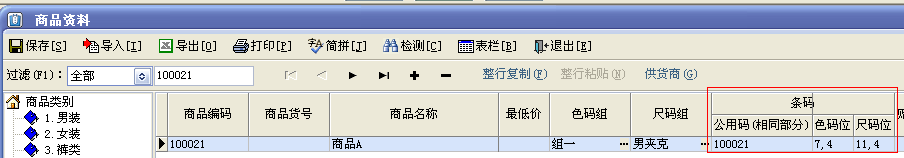 商品资料
保存[S] 导入[I] 导出[O] 打印[P] 简拼[T] 检测[C] 表栏[B] 退出[E]
过滤(F1): 全部 100021 整行复制(F) 整行粘贴(N) 供货商(G)
商品类别
1.男装
2.女装
3.裤类
商品编码 商品货号 商品名称 最低价 色码组 尺码组 条码
公用码(相同部分) 色码位 尺码位
100021 商品A 组一 … 男夹克 … 100021 7,4 11,4